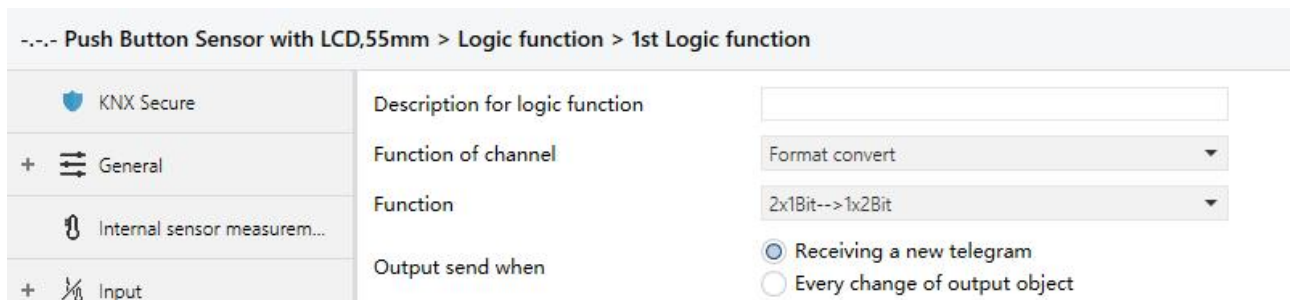 -.-.- Push Button Sensor with LCD,55mm > Logic function > 1st Logic function
KNX Secure
+ General
Internal sensor measurem...
+ Input
Description for logic function
Function of channel Format convert
Function 2x1Bit-->1x2Bit
Output send when Receiving a new telegram
Every change of output object